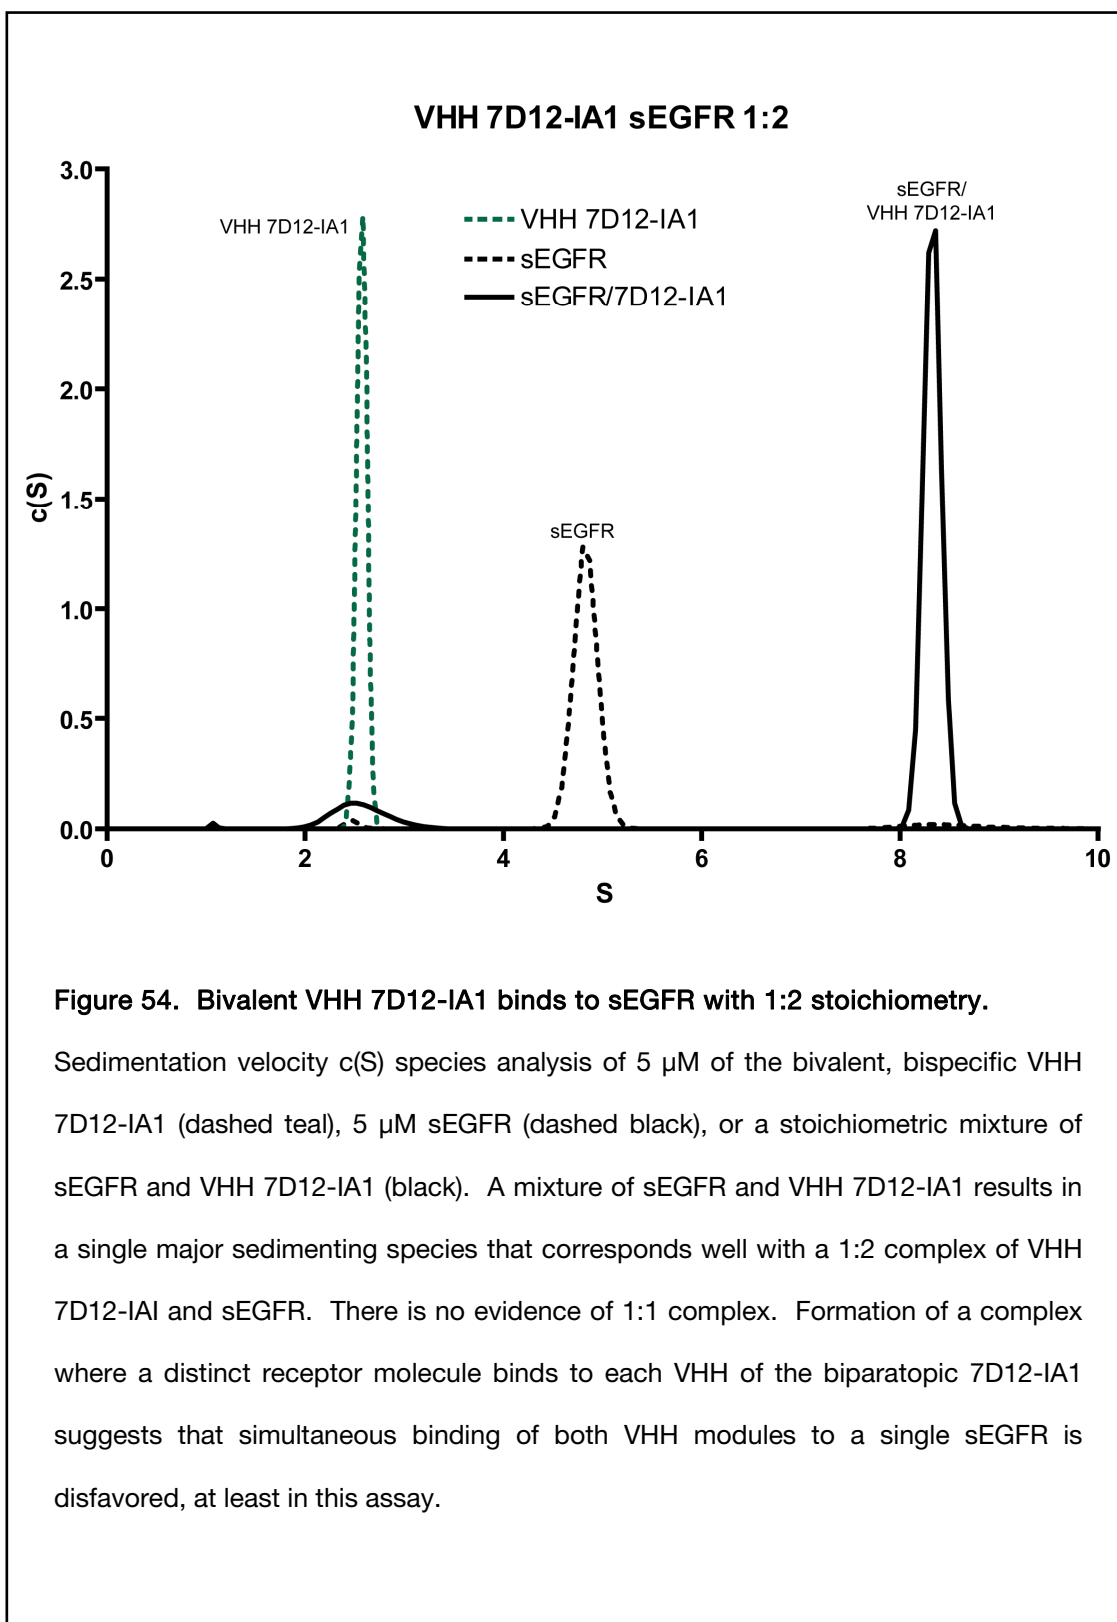 VHH 7D12-IA1 sEGFR 1:2
3.0
2.5
2.0
1.5
1.0
0.5
0.0
c(S)
0 2 4 6 8 10
S
VHH 7D12-IA1
sEGFR
sEGFR/
VHH 7D12-IA1
VHH 7D12-IA1
sEGFR
sEGFR/7D12-IA1
Figure 54. Bivalent VHH 7D12-IA1 binds to sEGFR with 1:2 stoichiometry.
Sedimentation velocity c(S) species analysis of 5 µM of the bivalent, bispecific VHH
7D12-IA1 (dashed teal), 5 µM sEGFR (dashed black), or a stoichiometric mixture of
sEGFR and VHH 7D12-IA1 (black). A mixture of sEGFR and VHH 7D12-IA1 results in
a single major sedimenting species that corresponds well with a 1:2 complex of VHH
7D12-IAI and sEGFR. There is no evidence of 1:1 complex. Formation of a complex
where a distinct receptor molecule binds to each VHH of the biparatopic 7D12-IA1
suggests that simultaneous binding of both VHH modules to a single sEGFR is
disfavored, at least in this assay.